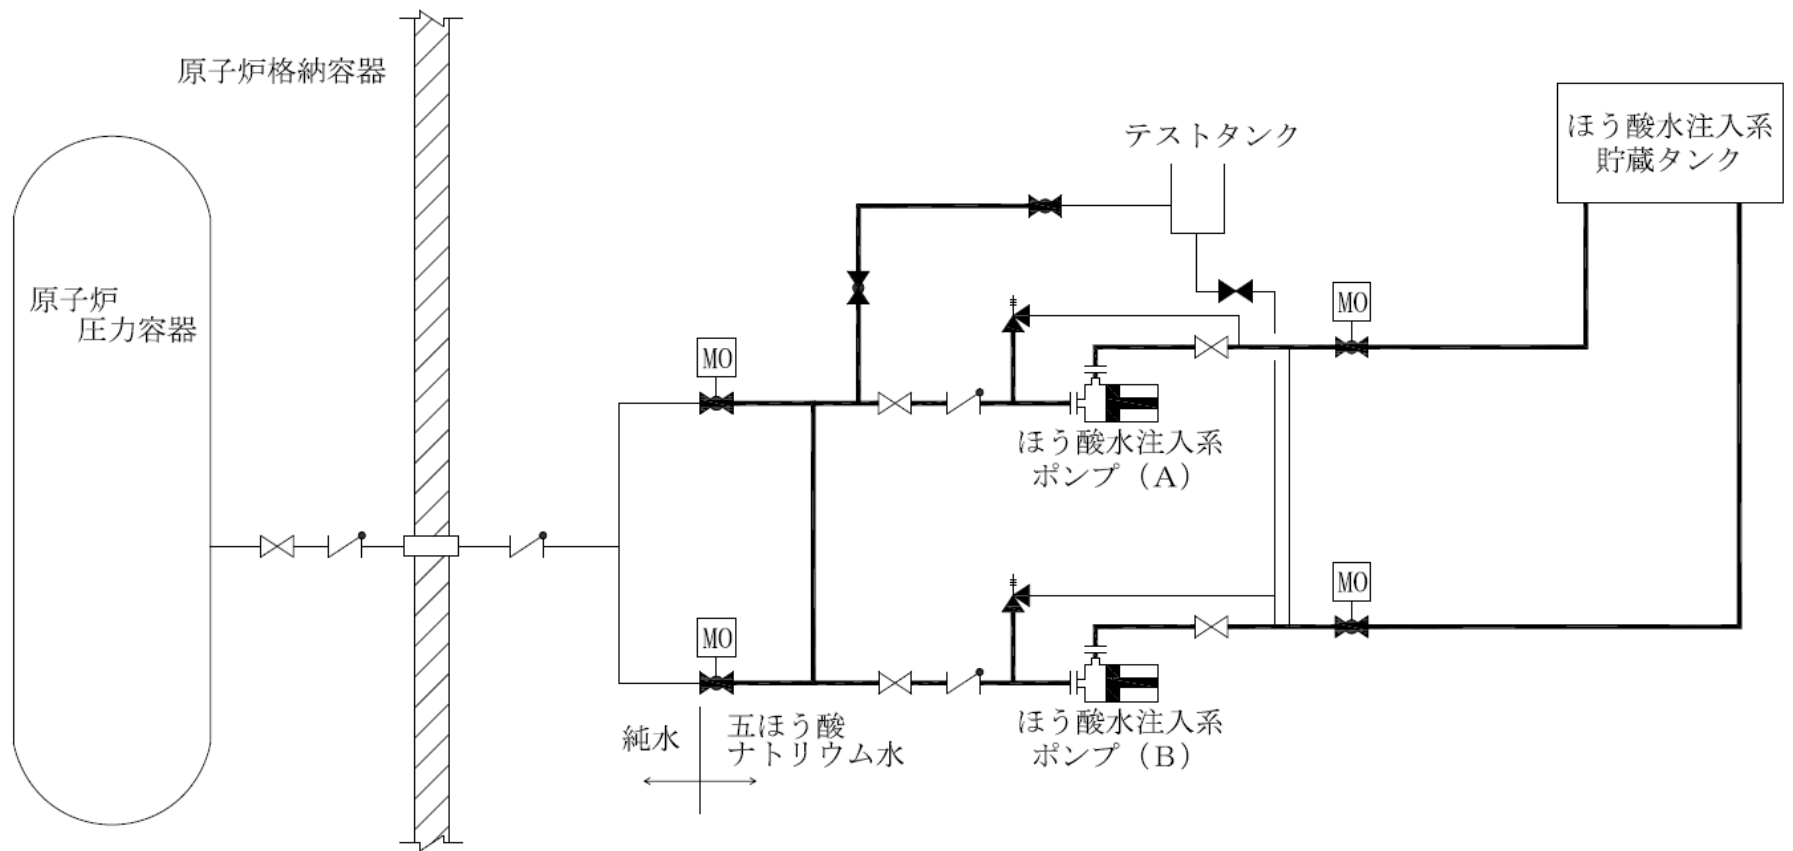 原子炉格納容器
原子炉
圧力容器
テストタンク
ほう酸水注入系
貯蔵タンク
MO
MO
ほう酸水注入系
ポンプ（A）
MO
MO
ほう酸水注入系
ポンプ（B）
純水
五ほう酸
ナトリウム水